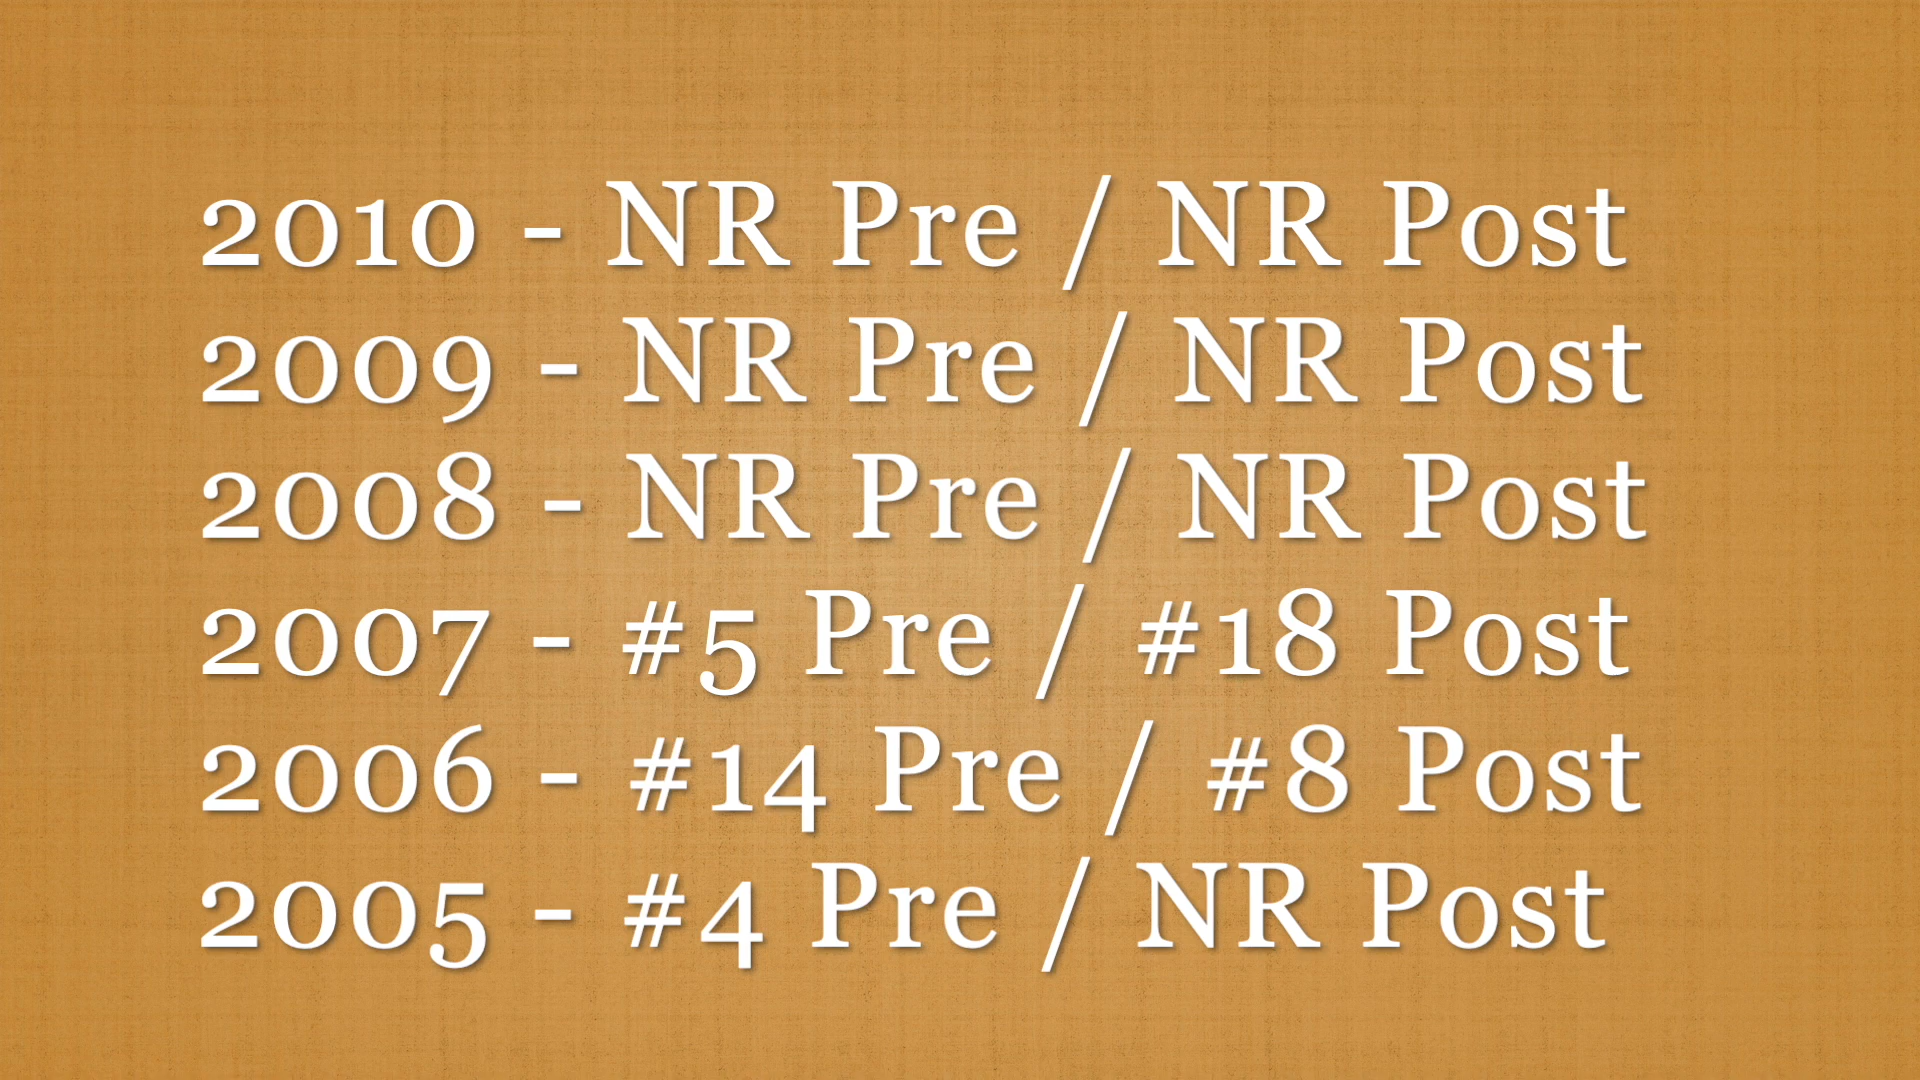 2010 - NR Pre / NR Post
2009 - NR Pre / NR Post
2008 - NR Pre / NR Post
2007 - #5 Pre / #18 Post
2006 - #14 Pre / #8 Post
2005 - #4 Pre / NR Post